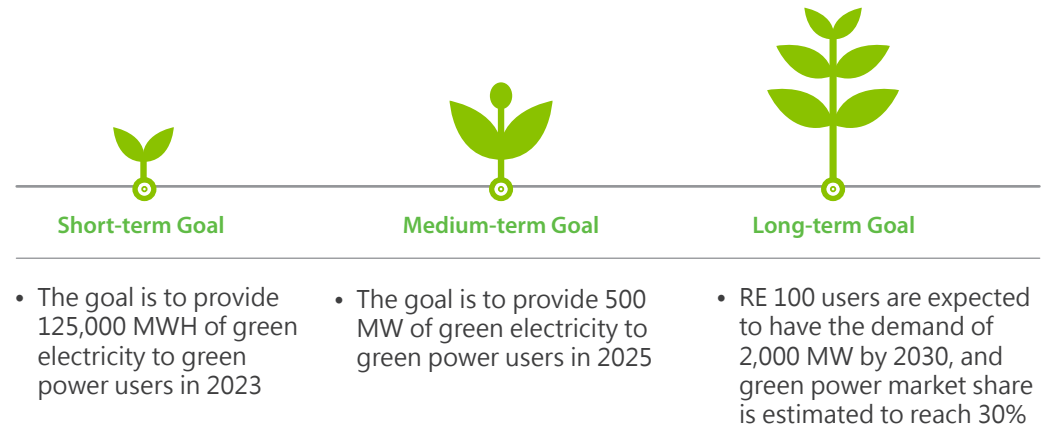 Short-term Goal
Medium-term Goal
Long-term Goal
• The goal is to provide
125,000 MWH of green
electricity to green
power users in 2023
• The goal is to provide 500
MW of green electricity to
green power users in 2025
• RE 100 users are expected
to have the demand of
2,000 MW by 2030, and
green power market share
is estimated to reach 30%